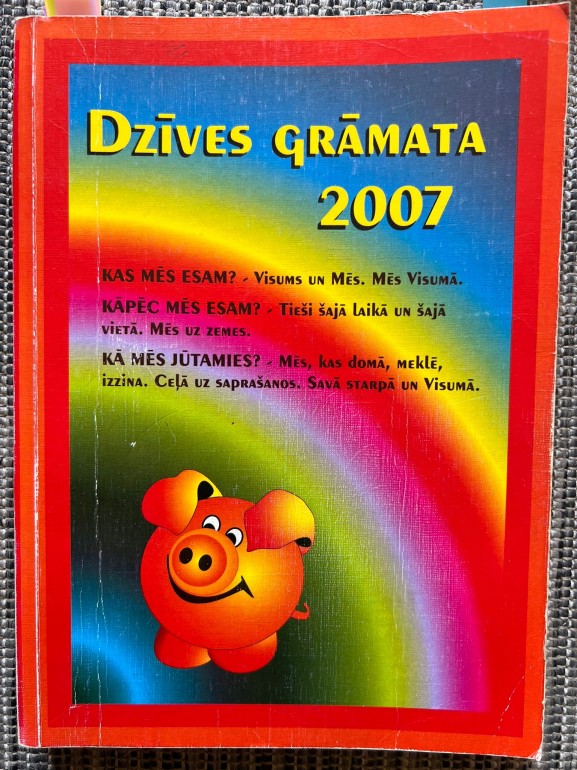 Dzīves grāmata
2007
KAS MĒS ESAM? - Visums un Mēs. Mēs Visumā.
KĀPĒC MĒS ESAM? - Tieši šajā laikā un šajā
vietā. Mēs uz zemes.
KĀ MĒS JŪTAMIES? - Mēs, kas domā, meklē,
izzina. Ceļā uz saprašanos. Savā starpā un Visumā.